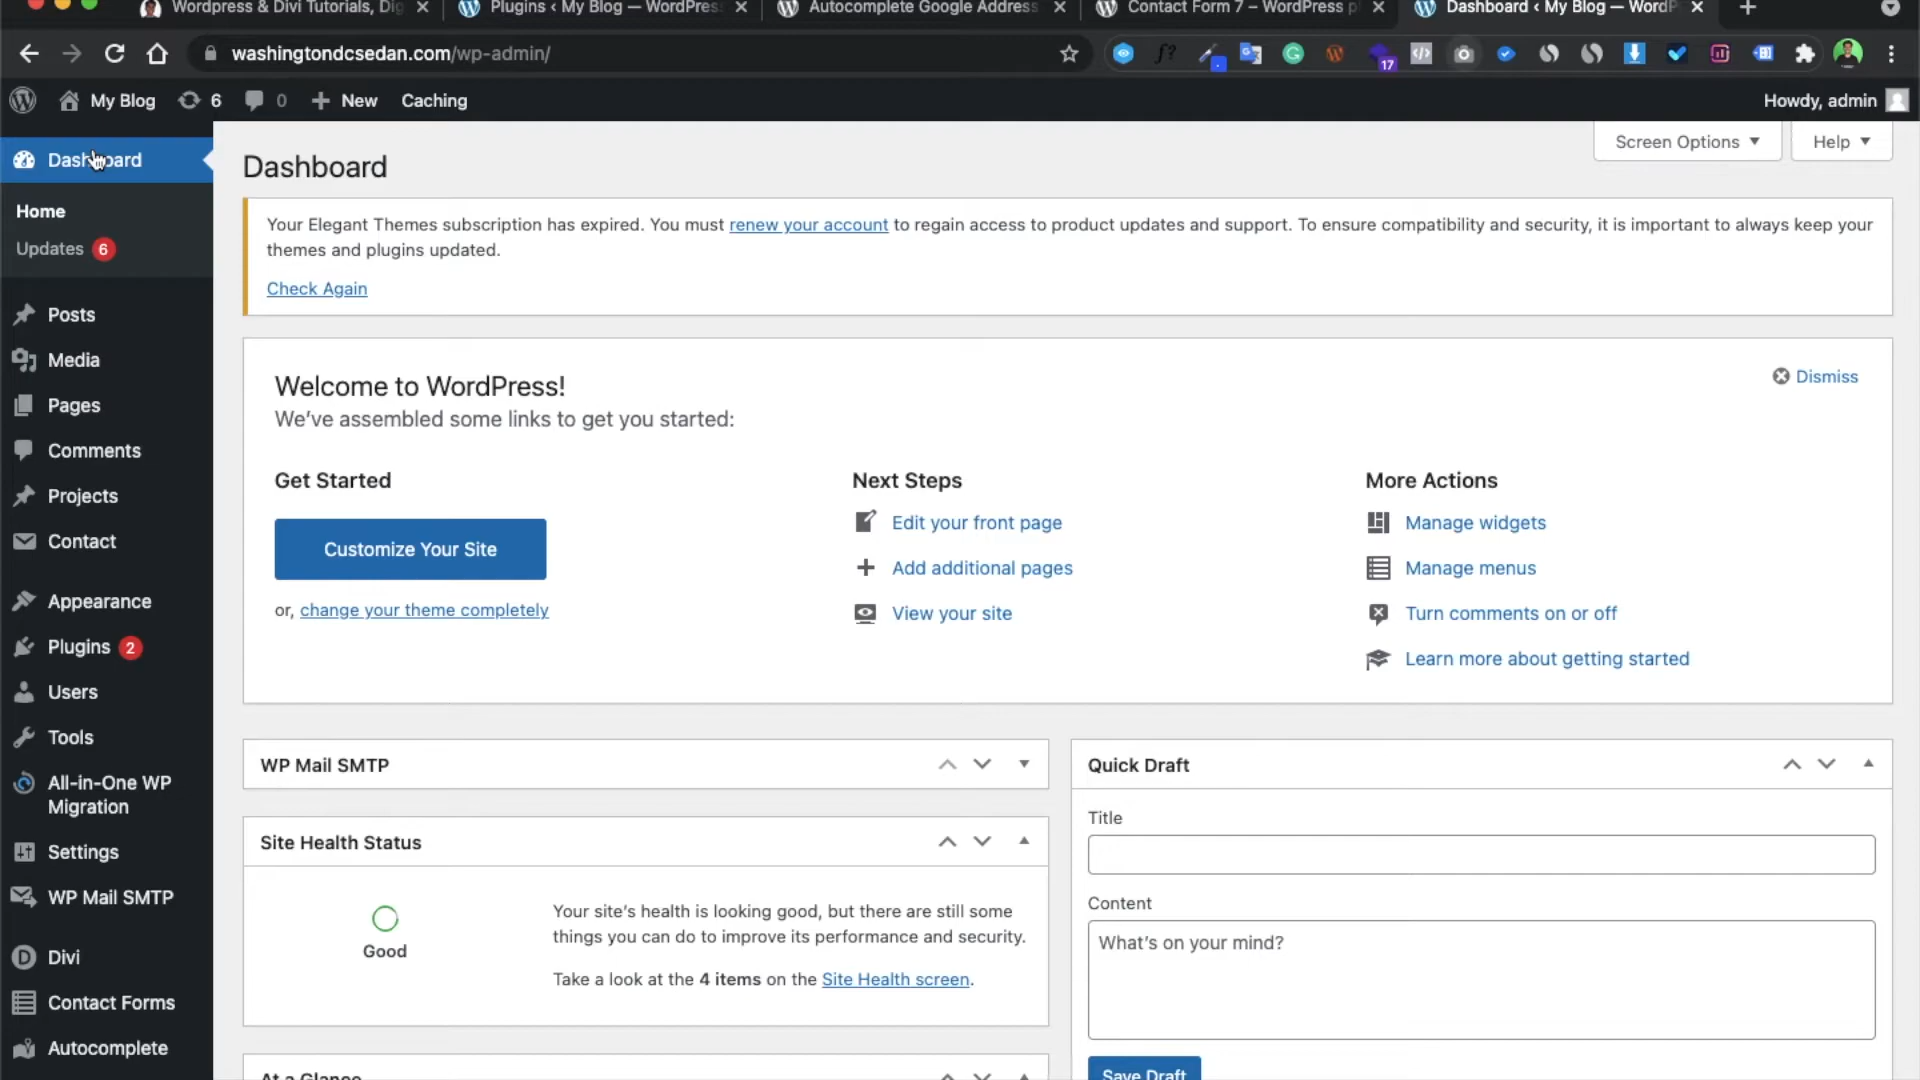 Wordpress & Divi Tutorials, Dig
Plugins ‹ My Blog — WordPress
Autocomplete Google Address
Contact Form 7 – WordPress pl
Dashboard ‹ My Blog — WordP
washingtondcsedan.com/wp-admin/
17
My Blog
6
0
New
Caching
Howdy, admin
Dashboard
Home
Updates 6
Posts
Media
Pages
Comments
Projects
Contact
Appearance
Plugins 2
Users
Tools
All-in-One WP
Migration
Settings
WP Mail SMTP
Divi
Contact Forms
Autocomplete
Screen Options
Help
Dashboard
Your Elegant Themes subscription has expired. You must renew your account to regain access to product updates and support. To ensure compatibility and security, it is important to always keep your
themes and plugins updated.
Check Again
Welcome to WordPress!
We've assembled some links to get you started:
Dismiss
Get Started
Customize Your Site
or, change your theme completely
Next Steps
Edit your front page
Add additional pages
View your site
More Actions
Manage widgets
Manage menus
Turn comments on or off
Learn more about getting started
WP Mail SMTP
Site Health Status
Good
Your site's health is looking good, but there are still some
things you can do to improve its performance and security.
Take a look at the 4 items on the Site Health screen.
At a Glance
Quick Draft
Title
Content
What's on your mind?
Save Draft